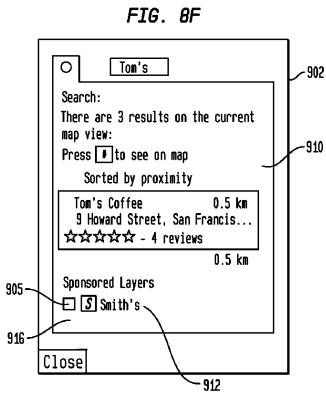 FIG. 8F
Tom's
902
Search:
There are 3 results on the current
map view:
Press # to see on map
910
Sorted by proximity
Tom's Coffee 0.5 km
9 Howard Street, San Francis...
- 4 reviews
0.5 km
Sponsored Layers
905
S Smith's
916
912
Close